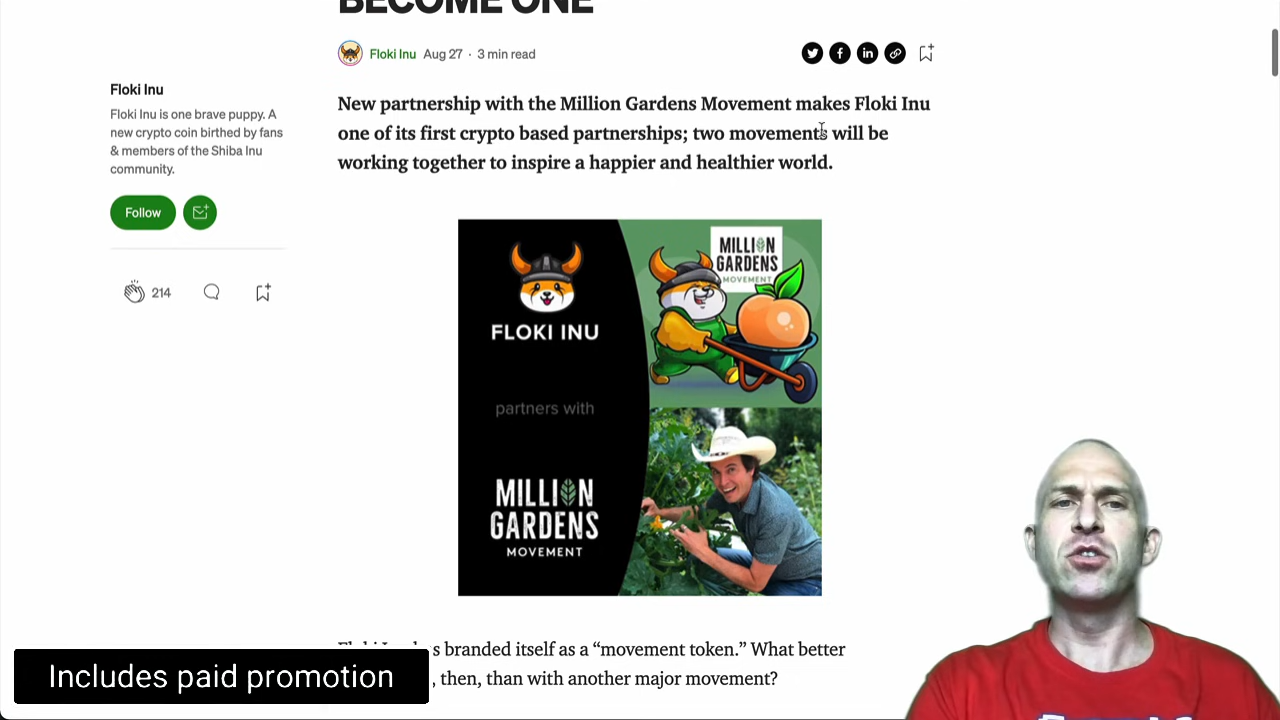 BECOME ONE
Floki Inu Aug 27 · 3 min read
Floki Inu
Floki Inu is one brave puppy. A
new crypto coin birthed by fans
& members of the Shiba Inu
community.
Follow
214
New partnership with the Million Gardens Movement makes Floki Inu
one of its first crypto based partnerships; two movements will be
working together to inspire a happier and healthier world.
FLOKI INU
partners with
MILLION
GARDENS
MOVEMENT
MILLION
GARDENS
MOVEMENT
s branded itself as a “movement token.” What better
, then, than with another major movement?
Includes paid promotion